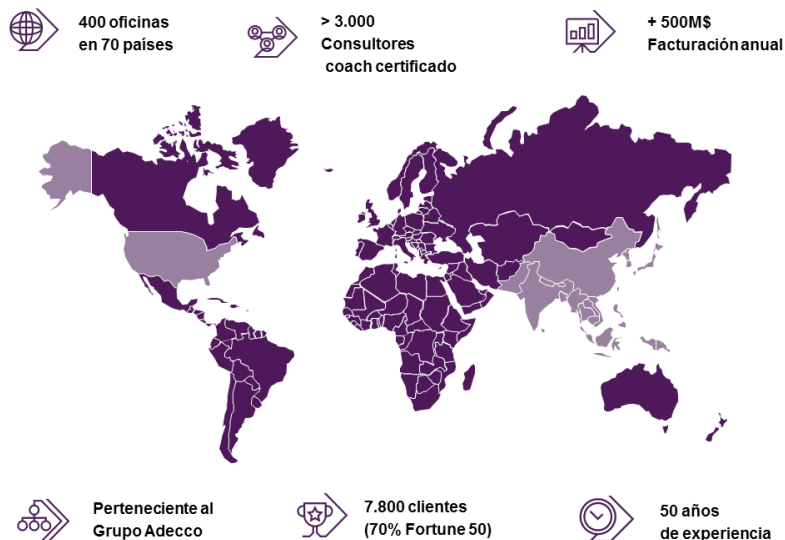 400 oficinas
en 70 países
> 3.000
Consultores
coach certificado
+ 500M$
Facturación anual
Perteneciente al
Grupo Adecco
7.800 clientes
(70% Fortune 50)
50 años
de experiencia